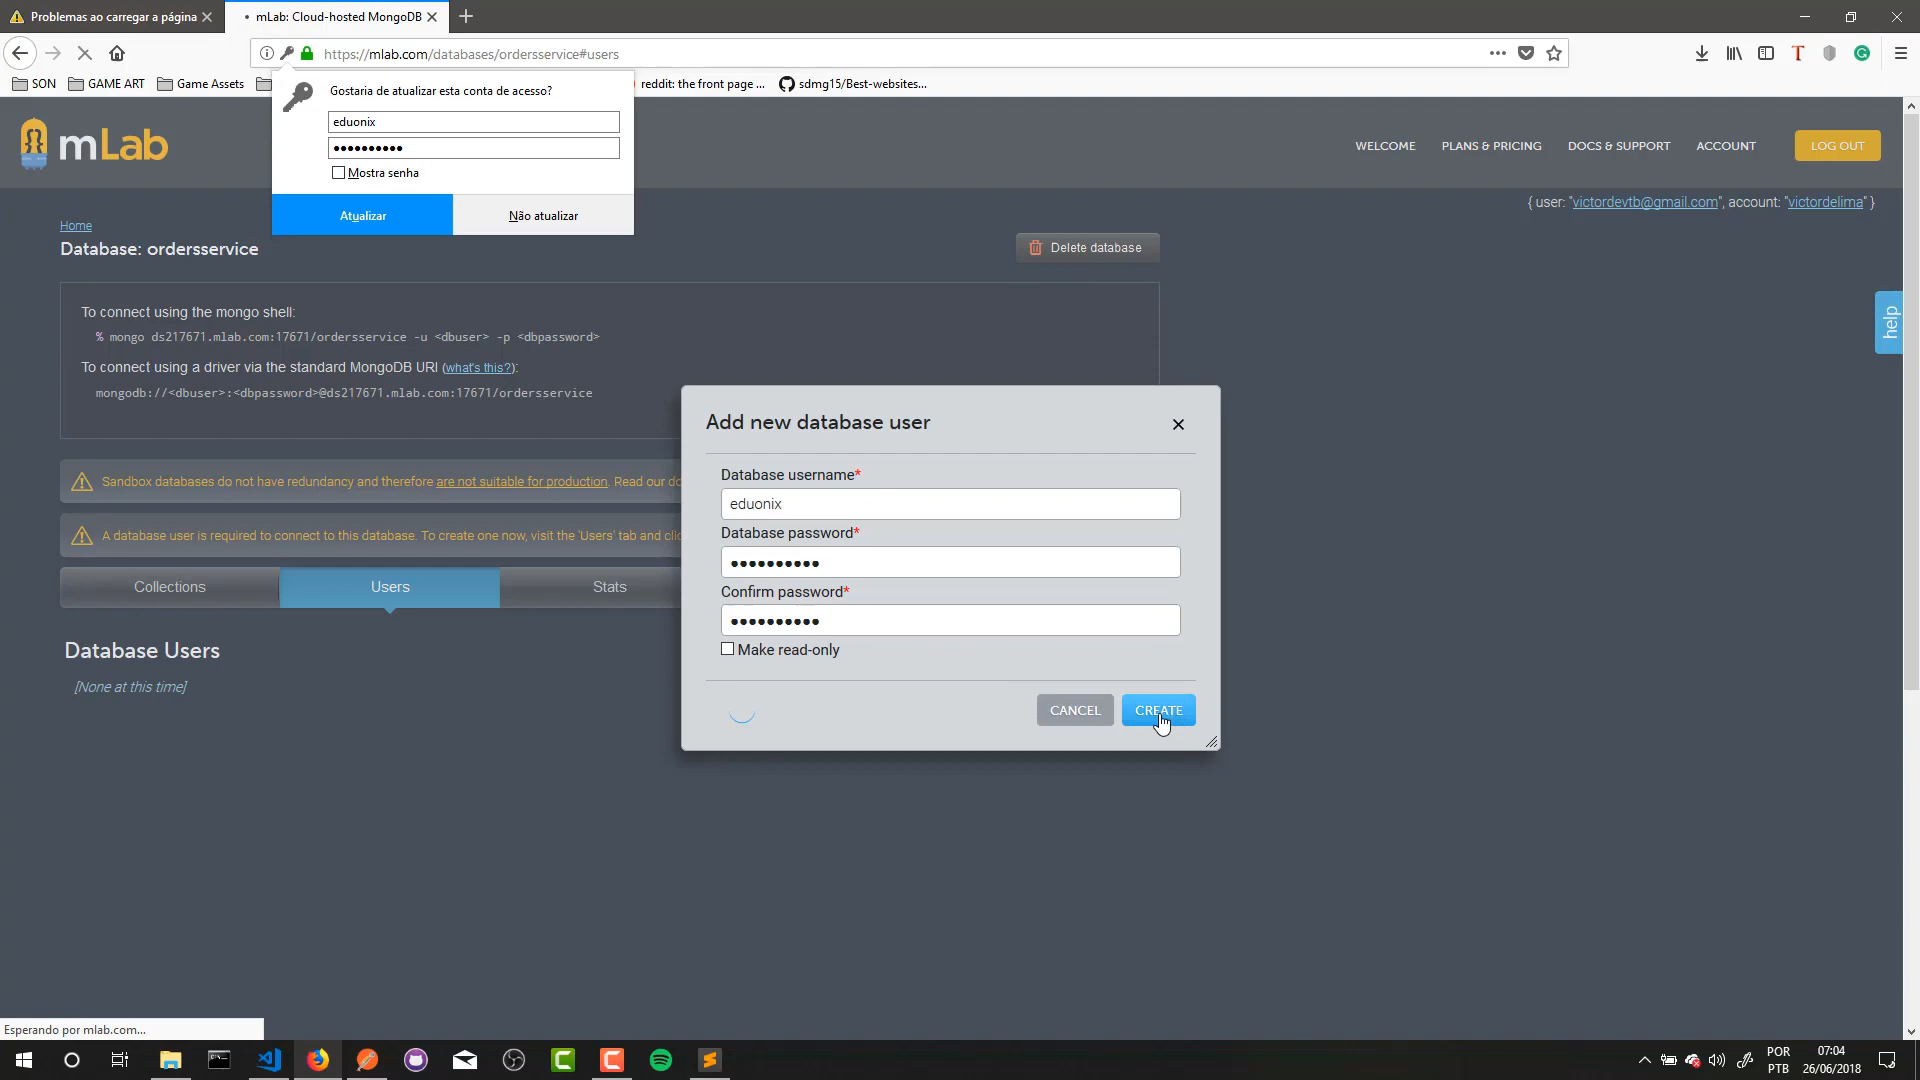 Problemas ao carregar a página
mLab: Cloud-hosted MongoDB
https://mlab.com/databases/ordersservice#users
SON
GAME ART
Game Assets
reddit: the front page ...
sdmg15/Best-websites...
Gostaria de atualizar esta conta de acesso?
eduonix
●●●●●●●●●●
Mostra senha
Atualizar
Não atualizar
mLab
WELCOME
PLANS & PRICING
DOCS & SUPPORT
ACCOUNT
LOG OUT
{ user: "victordevtb@gmail.com", account: "victordelima" }
Home
Database: ordersservice
Delete database
help
To connect using the mongo shell:
% mongo ds217671.mlab.com:17671/ordersservice -u <dbuser> -p <dbpassword>
To connect using a driver via the standard MongoDB URI (what's this?):
mongodb://<dbuser>:<dbpassword>@ds217671.mlab.com:17671/ordersservice
Sandbox databases do not have redundancy and therefore are not suitable for production. Read our do
A database user is required to connect to this database. To create one now, visit the 'Users' tab and clic
Collections
Users
Stats
Database Users
[None at this time]
Add new database user
Database username*
eduonix
Database password*
●●●●●●●●●●
Confirm password*
●●●●●●●●●●
Make read-only
CANCEL
CREATE
Esperando por mlab.com...
POR
PTB
07:04
26/06/2018